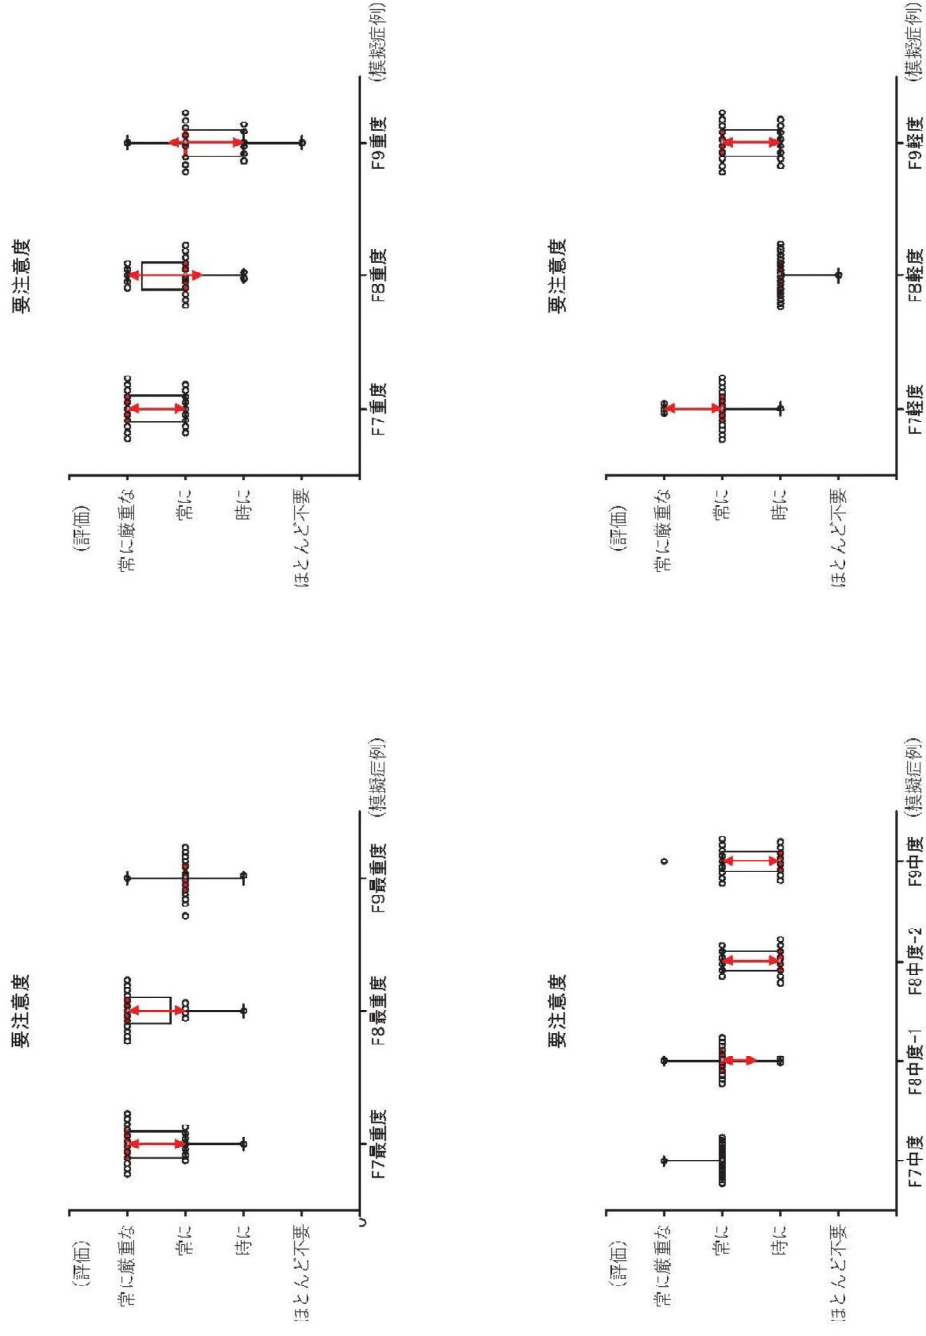 要注意度
(評価)
常に厳重な
常に
時に
ほとんど不要
F7最重度
F8最重度
F9最重度
(模擬症例)
要注意度
(評価)
常に厳重な
常に
時に
ほとんど不要
F7重度
F8重度
F9重度
(模擬症例)
要注意度
(評価)
常に厳重な
常に
時に
ほとんど不要
F7中度
F8中度-1
F8中度-2
F9中度
(模擬症例)
要注意度
(評価)
常に厳重な
常に
時に
ほとんど不要
F7軽度
F8軽度
F9軽度
(模擬症例)